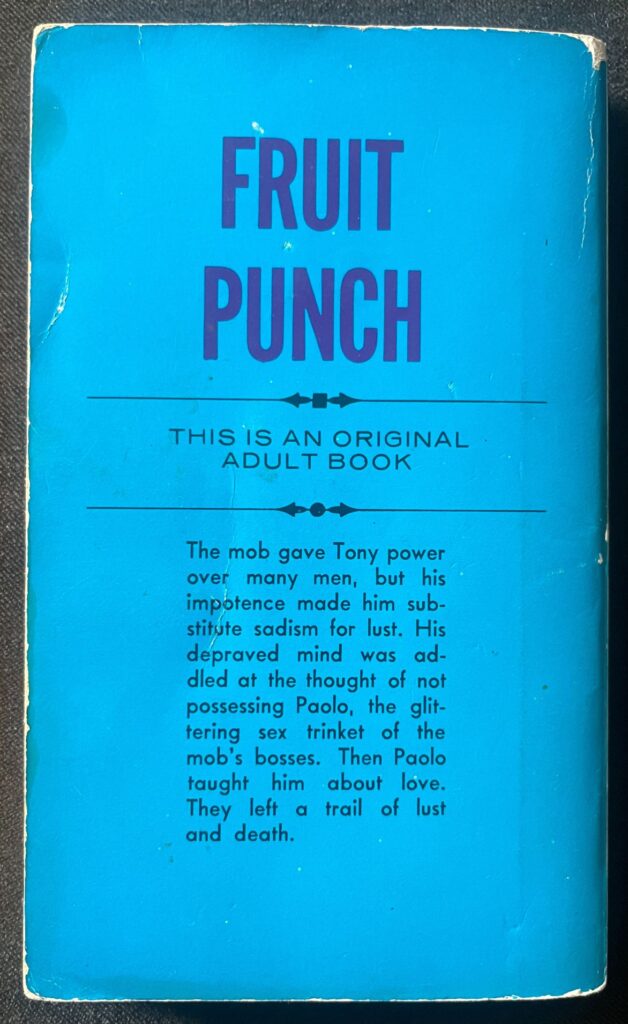 FRUIT
PUNCH
THIS IS AN ORIGINAL
ADULT BOOK
The mob gave Tony power
over many men, but his
impotence made him sub-
stitute sadism for lust. His
depraved mind was ad-
dled at the thought of not
possessing Paolo, the glit-
tering sex trinket of the
mob's bosses. Then Paolo
taught him about love.
They left a trail of lust
and death.